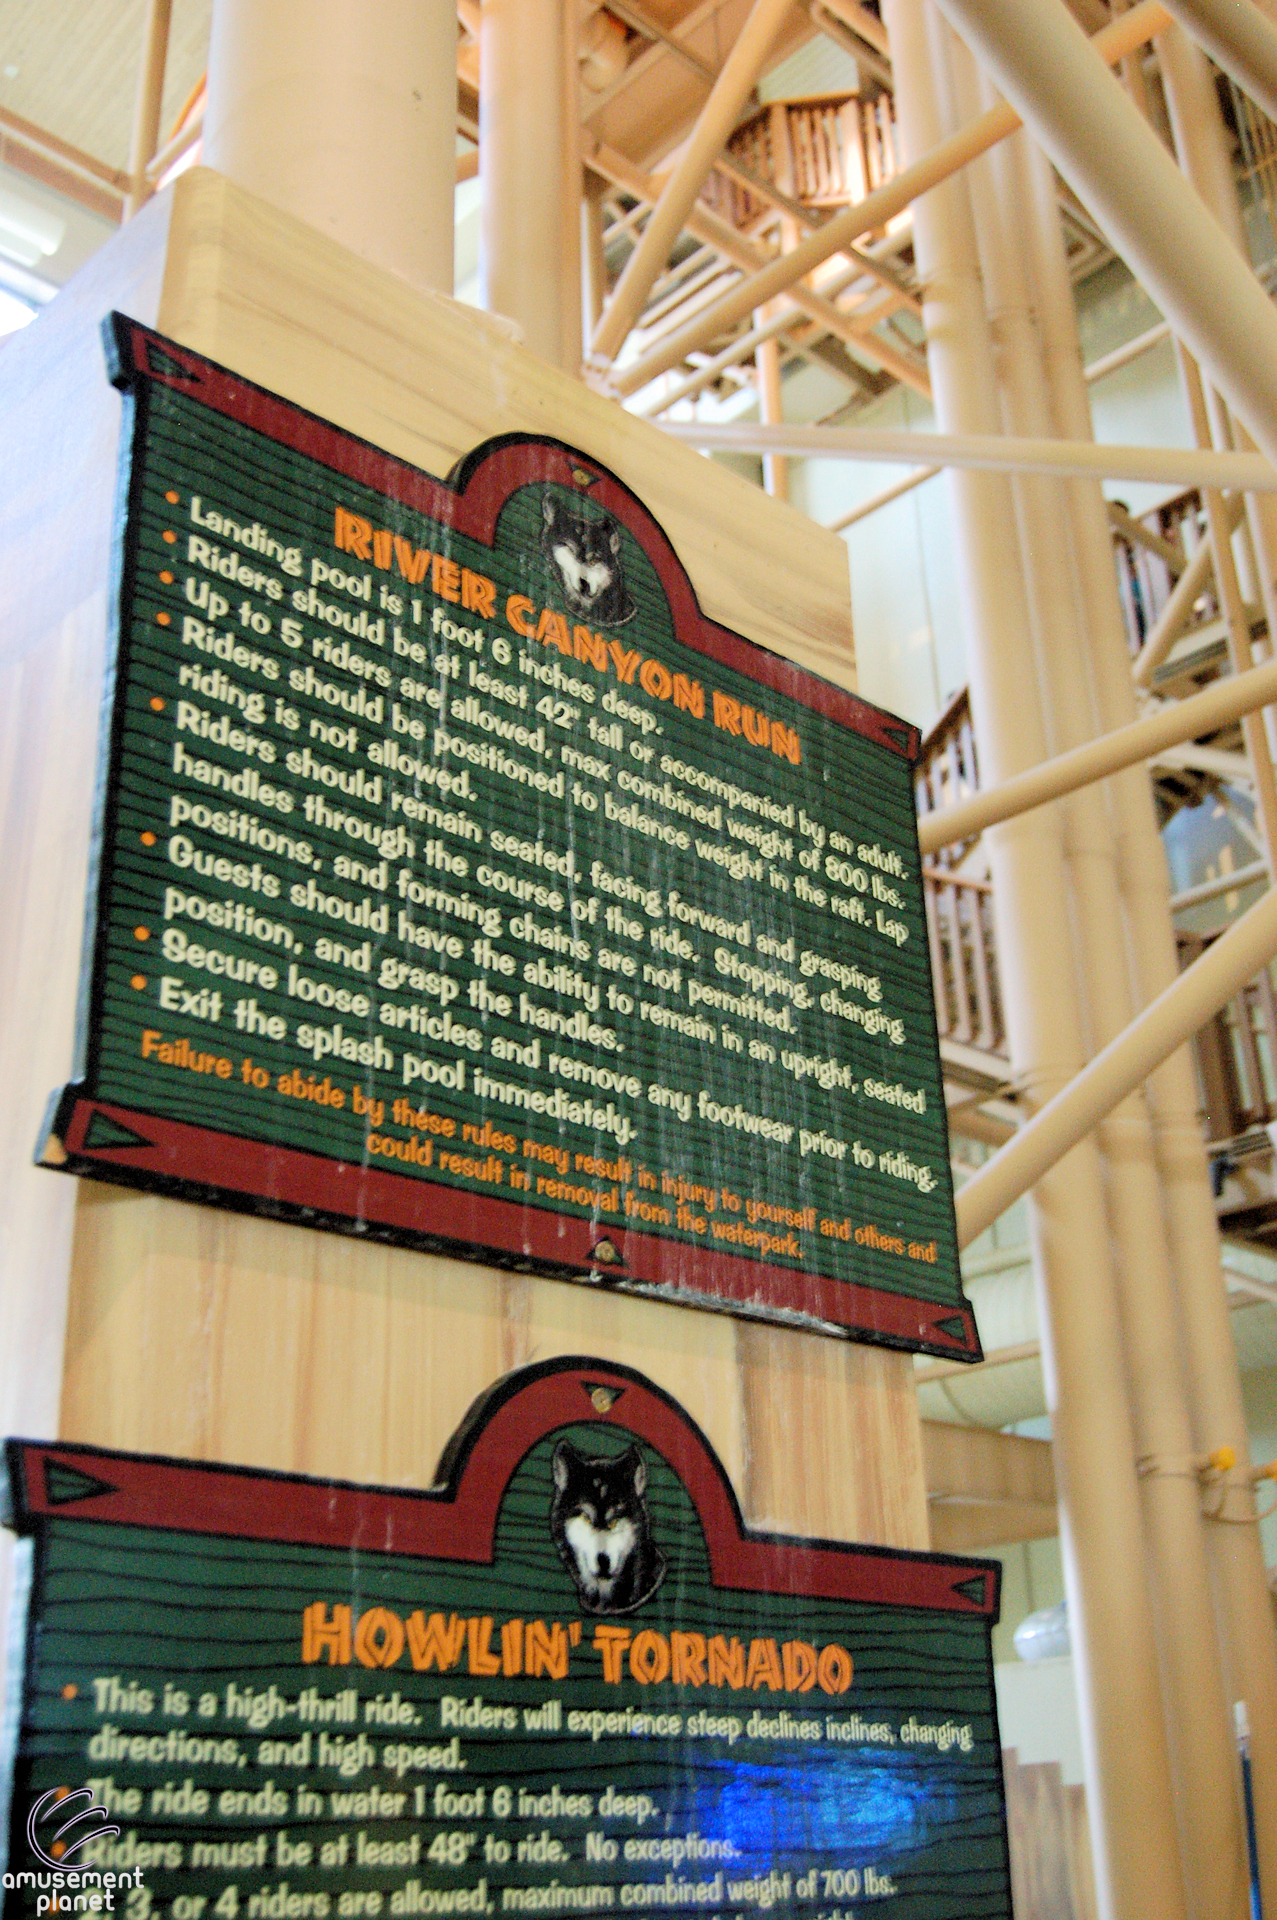 RIVER CANYON RUN
• Landing pool is 1 foot 6 inches deep.
• Riders should be at least 42" tall or accompanied by an adult.
• Up to 5 riders are allowed, max combined weight of 800 lbs.
• Riders should be positioned to balance weight in the raft. Lap
riding is not allowed.
• Riders should remain seated, facing forward and grasping
handles through the course of the ride. Stopping, changing
positions, and forming chains are not permitted.
• Guests should have the ability to remain in an upright, seated
position, and grasp the handles.
• Secure loose articles and remove any footwear prior to riding.
• Exit the splash pool immediately.
Failure to abide by these rules may result in injury to yourself and others and
could result in removal from the waterpark.
HOWLIN' TORNADO
• This is a high-thrill ride. Riders will experience steep declines inclines, changing
directions, and high speed.
• The ride ends in water 1 foot 6 inches deep.
• Riders must be at least 48" to ride. No exceptions.
3, or 4 riders are allowed, maximum combined weight of 700 lbs.
amusement
planet